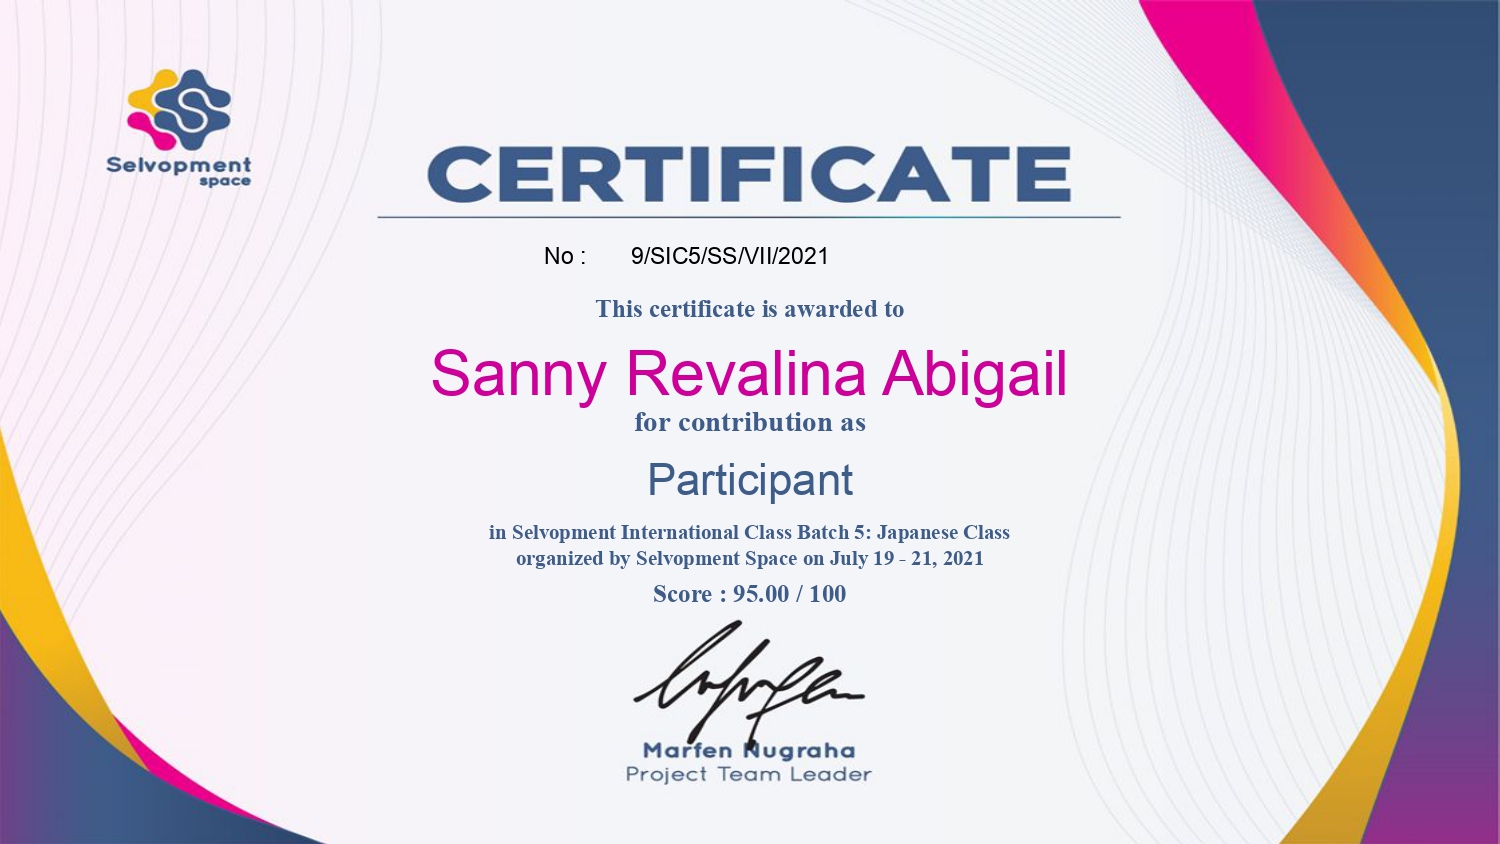 Selvopment
space
CERTIFICATE
No : 9/SIC5/SS/VII/2021
This certificate is awarded to
Sanny Revalina Abigail
for contribution as
Participant
in Selvopment International Class Batch 5: Japanese Class
organized by Selvopment Space on July 19 - 21, 2021
Score : 95.00 / 100
Marfen Nugraha
Project Team Leader